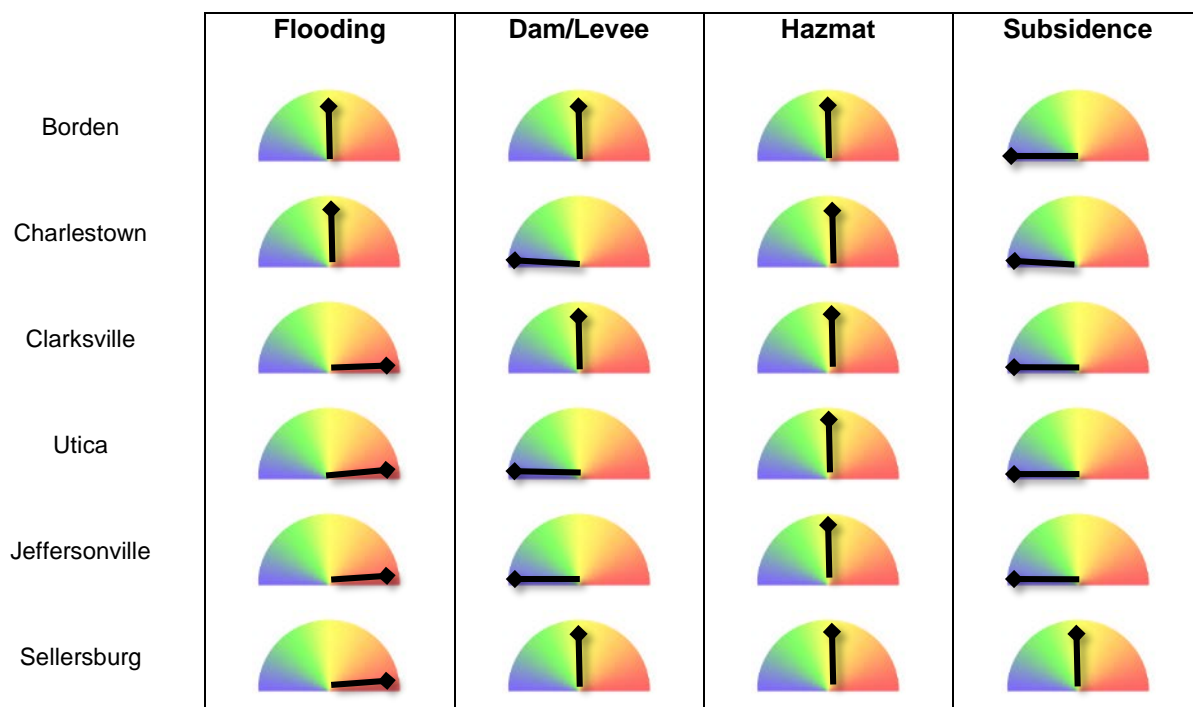 Flooding Dam/Levee Hazmat Subsidence
Borden
Charlestown
Clarksville
Utica
Jeffersonville
Sellersburg